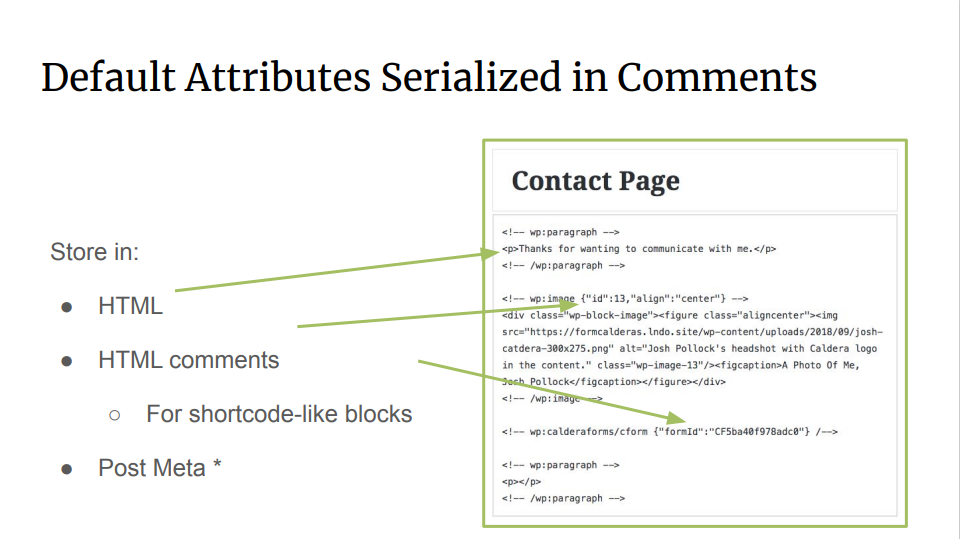 Default Attributes Serialized in Comments
Store in:
● HTML
● HTML comments
○ For shortcode-like blocks
● Post Meta *
Contact Page
<!-- wp:paragraph -->
<p>Thanks for wanting to communicate with me.</p>
<!-- /wp:paragraph -->
<!-- wp:image {"id":13,"align":"center"} -->
<div class="wp-block-image"><figure class="aligncenter"><img
src="https://formcalderas.lndo.site/wp-content/uploads/2018/09/josh-
catdera-300x275.png" alt="Josh Pollock's headshot with Caldera logo
in the content." class="wp-image-13"/><figcaption>A Photo Of Me,
Josh Pollock</figcaption></figure></div>
<!-- /wp:image -->
<!-- wp:calderaforms/cform {"formId":"CF5ba40f978adc0"} /-->
<!-- wp:paragraph -->
<p></p>
<!-- /wp:paragraph -->